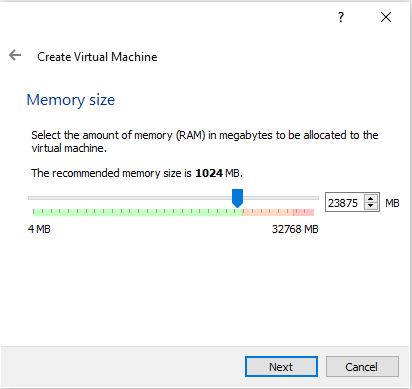 ?
Create Virtual Machine
Memory size
Select the amount of memory (RAM) in megabytes to be allocated to the
virtual machine.
The recommended memory size is 1024 MB.
23875 MB
4 MB 32768 MB
Next Cancel